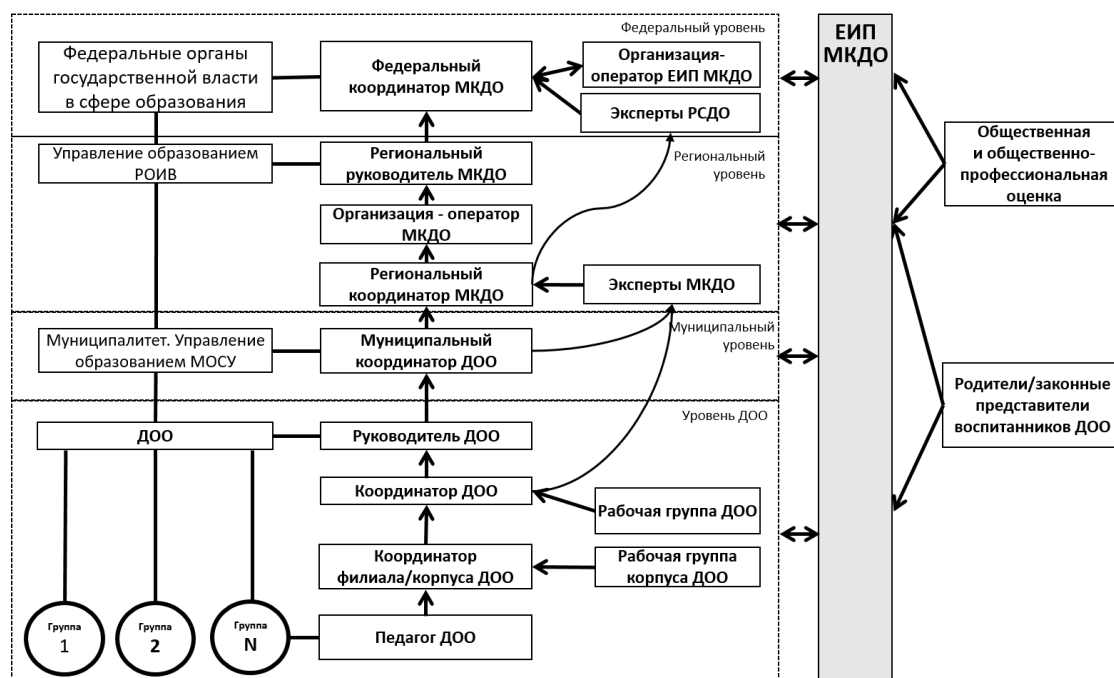 Федеральный уровень
Федеральные органы
государственной власти
в сфере образования
Федеральный
координатор МКДО
Организация-
оператор ЕИП МКДО
Эксперты РСДО
Управление образованием
РОИВ
Региональный
руководитель МКДО
Региональный
уровень
Организация - оператор
МКДО
Региональный
координатор МКДО
Эксперты МКДО
Муниципалитет. Управление
образованием МОСУ
Муниципальный
координатор ДОО
Муниципальный
уровень
Уровень ДОО
ДОО
Руководитель ДОО
Координатор ДОО
Рабочая группа ДОО
Координатор
филиала/корпуса ДОО
Рабочая группа
корпуса ДОО
Группа
1
Группа
2
Группа
N
Педагог ДОО
ЕИП
МКДО
Общественная
и общественно-
профессиональная
оценка
Родители/законные
представители
воспитанников ДОО